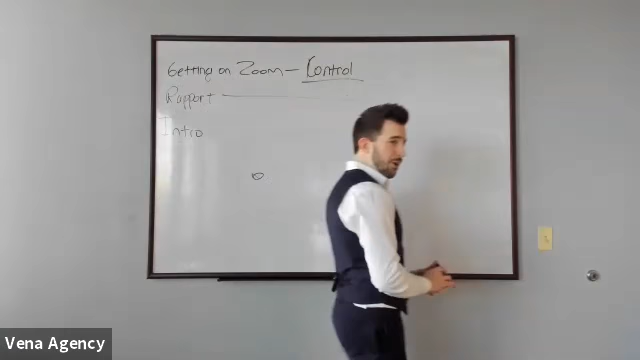 Getting on Zoom — Control
Rapport
Intro
Vena Agency